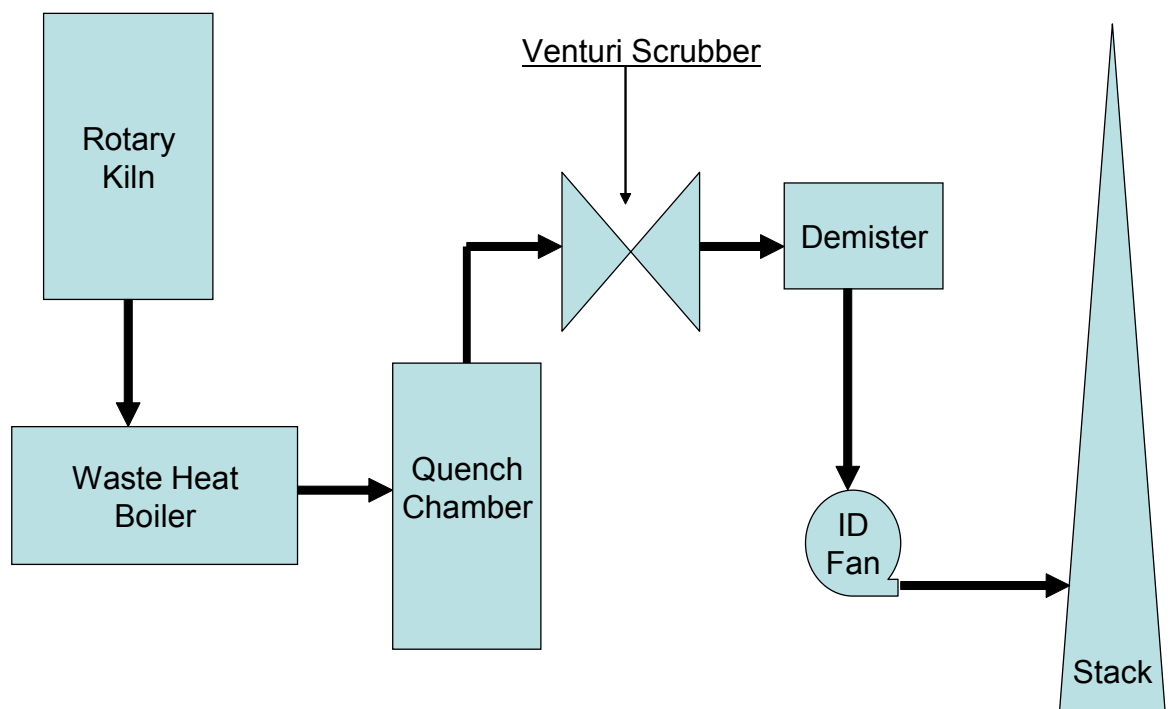 Venturi Scrubber
Rotary
Kiln
Demister
Waste Heat
Boiler
Quench
Chamber
ID
Fan
Stack